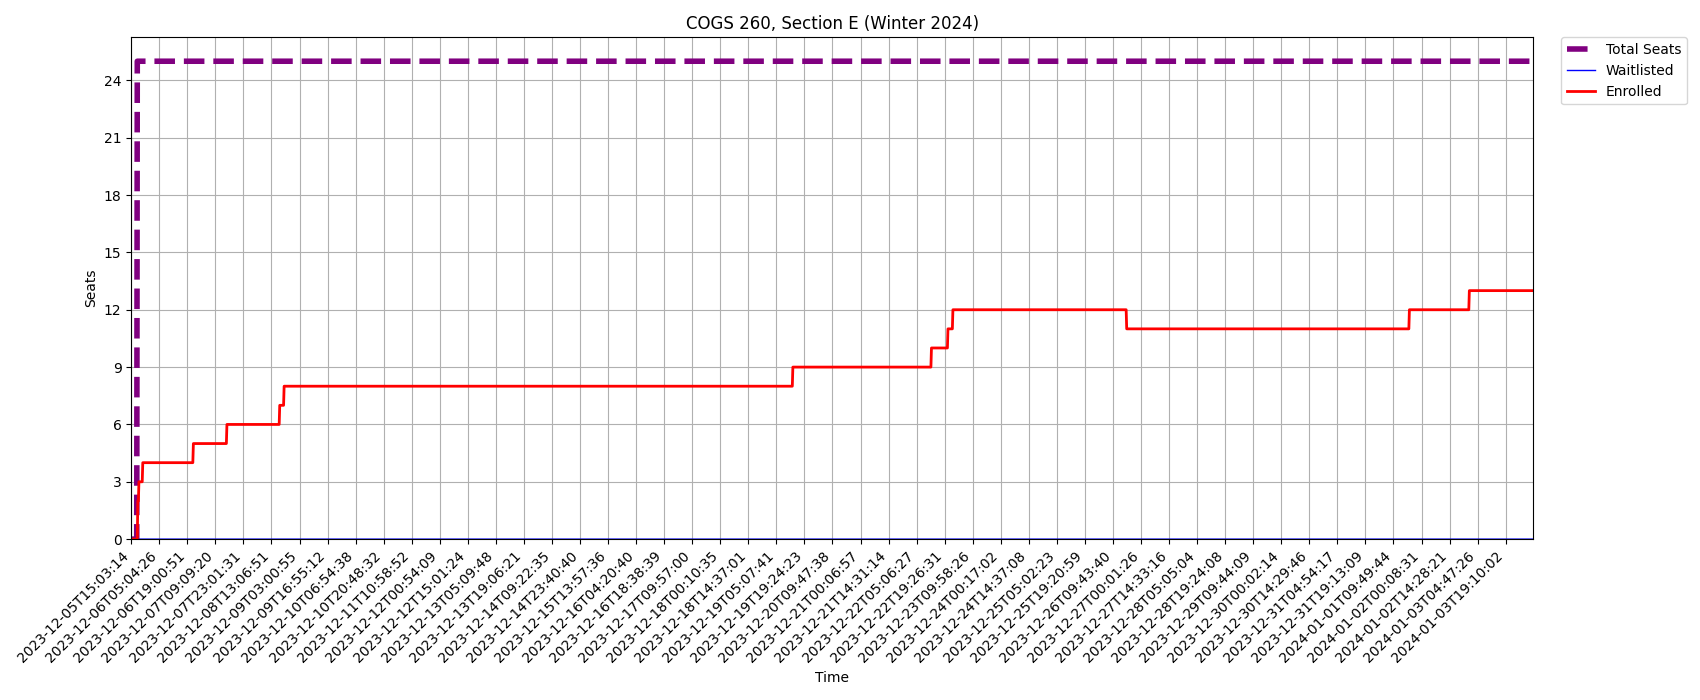 COGS 260, Section E (Winter 2024)
Total Seats
Waitlisted
Enrolled
Seats
24
21
18
15
12
9
6
3
0
2023-12-05T15:03:14
2023-12-06T05:04:26
2023-12-06T19:00:51
2023-12-07T09:09:20
2023-12-07T23:01:31
2023-12-08T13:06:51
2023-12-09T03:00:55
2023-12-09T16:55:12
2023-12-10T06:54:38
2023-12-10T20:48:32
2023-12-11T10:58:52
2023-12-12T00:54:09
2023-12-12T15:01:24
2023-12-13T05:09:48
2023-12-13T19:06:21
2023-12-14T09:22:35
2023-12-14T23:40:40
2023-12-15T13:57:36
2023-12-16T04:20:40
2023-12-16T18:38:39
2023-12-17T09:57:00
2023-12-18T00:10:35
2023-12-18T14:37:01
2023-12-19T05:07:41
2023-12-19T19:24:23
2023-12-20T09:47:38
2023-12-21T00:06:57
2023-12-21T14:31:14
2023-12-22T05:06:27
2023-12-22T19:26:31
2023-12-23T09:58:26
2023-12-24T00:17:02
2023-12-24T14:37:08
2023-12-25T05:02:23
2023-12-25T19:20:59
2023-12-26T09:43:40
2023-12-27T00:01:26
2023-12-27T14:33:16
2023-12-28T05:05:04
2023-12-28T19:24:08
2023-12-29T09:44:09
2023-12-30T00:02:14
2023-12-30T14:29:46
2023-12-31T04:54:17
2023-12-31T19:13:09
2024-01-01T09:49:44
2024-01-02T00:08:31
2024-01-02T14:28:21
2024-01-03T04:47:26
2024-01-03T19:10:02
Time